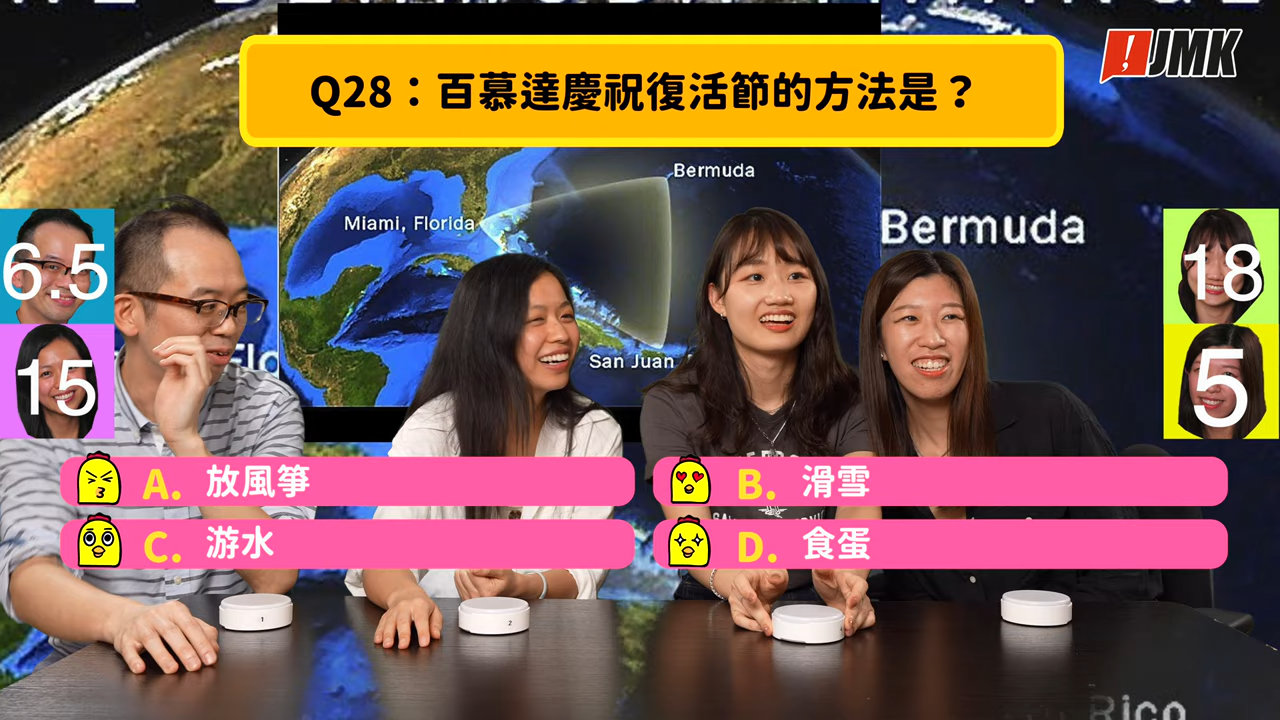 JMK
Q28：百慕達慶祝復活節的方法是？
Bermuda
Miami, Florida
Bermuda
6.5
18
Flo
San Juan
15
5
A. 放風箏
B. 滑雪
C. 游水
D. 食蛋
1
2
Rico